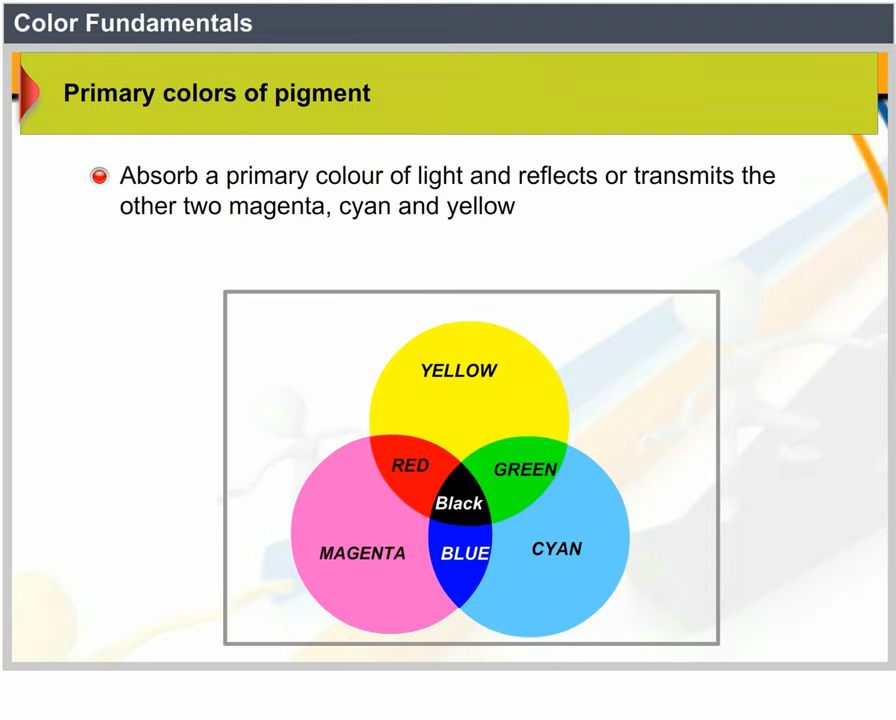 Color Fundamentals
Primary colors of pigment
Absorb a primary colour of light and reflects or transmits the
other two magenta, cyan and yellow
YELLOW
RED
GREEN
Black
MAGENTA
BLUE
CYAN